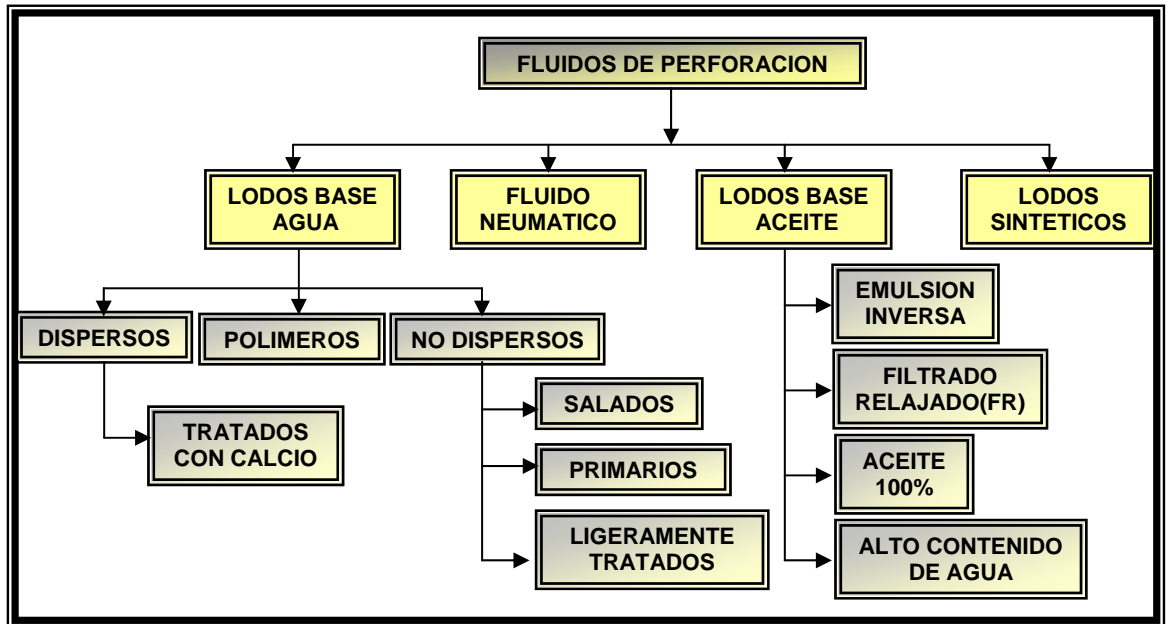 FLUIDOS DE PERFORACION
LODOS BASE
AGUA
FLUIDO
NEUMATICO
LODOS BASE
ACEITE
LODOS
SINTETICOS
DISPERSOS
POLIMEROS
NO DISPERSOS
TRATADOS
CON CALCIO
SALADOS
PRIMARIOS
LIGERAMENTE
TRATADOS
EMULSION
INVERSA
FILTRADO
RELAJADO(FR)
ACEITE
100%
ALTO CONTENIDO
DE AGUA